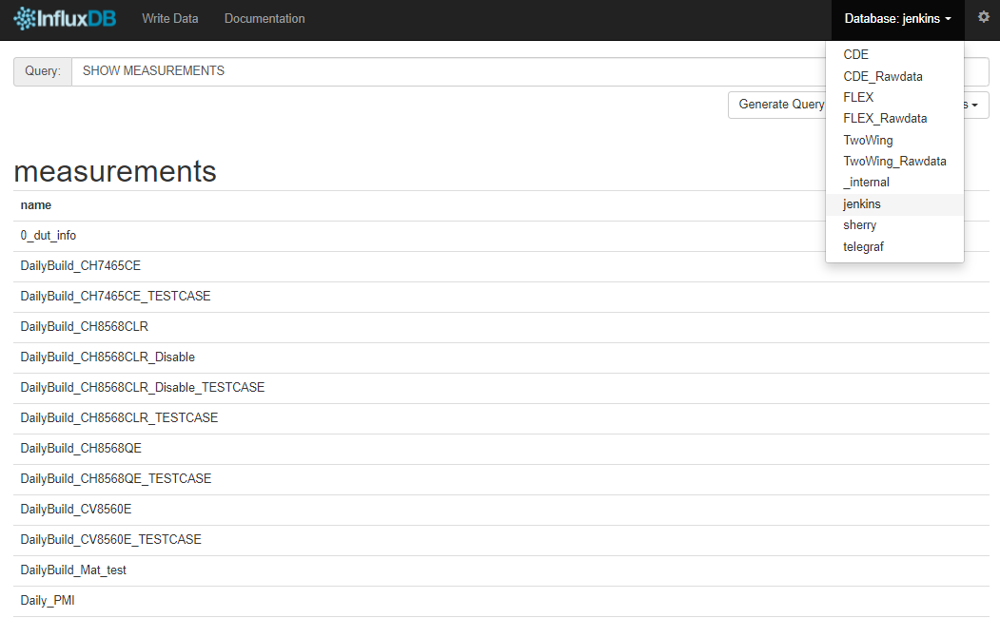 InfluxDB Write Data Documentation Database: jenkins
CDE
CDE_Rawdata
FLEX
FLEX_Rawdata
TwoWing
TwoWing_Rawdata
_internal
jenkins
sherry
telegraf
Query: SHOW MEASUREMENTS
Generate Query s
measurements
name
0_dut_info
DailyBuild_CH7465CE
DailyBuild_CH7465CE_TESTCASE
DailyBuild_CH8568CLR
DailyBuild_CH8568CLR_Disable
DailyBuild_CH8568CLR_Disable_TESTCASE
DailyBuild_CH8568CLR_TESTCASE
DailyBuild_CH8568QE
DailyBuild_CH8568QE_TESTCASE
DailyBuild_CV8560E
DailyBuild_CV8560E_TESTCASE
DailyBuild_Mat_test
Daily_PMI